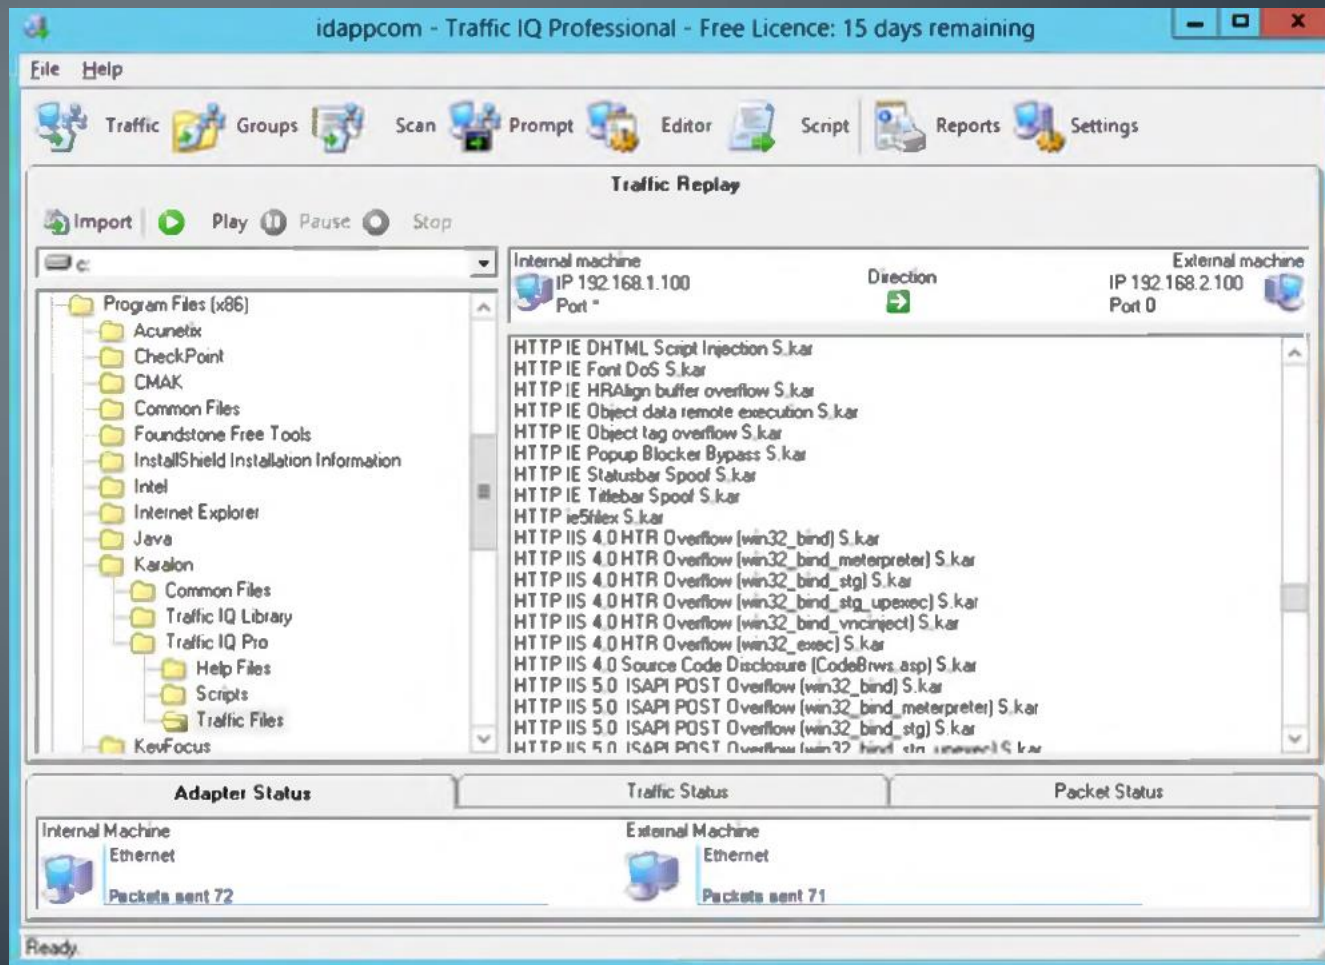 idappcom - Traffic IQ Professional - Free Licence: 15 days remaining
File Help
Traffic Groups Scan Prompt Editor Script Reports Settings
Traffic Replay
Import Play Pause Stop
c:
Program Files (x86)
Acunetix
CheckPoint
CMAK
Common Files
Foundstone Free Tools
InstallShield Installation Information
Intel
Internet Explorer
Java
Karalon
Common Files
Traffic IQ Library
Traffic IQ Pro
Help Files
Scripts
Traffic Files
KeyFocus
Internal machine
IP 192.168.1.100
Port *
Direction
External machine
IP 192.168.2.100
Port 0
HTTP IE DHTML Script Injection S.kar
HTTP IE Font DoS S.kar
HTTP IE HRAlign buffer overflow S.kar
HTTP IE Object data remote execution S.kar
HTTP IE Object tag overflow S.kar
HTTP IE Popup Blocker Bypass S.kar
HTTP IE Statusbar Spoof S.kar
HTTP IE Titlebar Spoof S.kar
HTTP ie5filex S.kar
HTTP IIS 4.0 HTR Overflow (win32_bind) S.kar
HTTP IIS 4.0 HTR Overflow (win32_bind_meterpreter) S.kar
HTTP IIS 4.0 HTR Overflow (win32_bind_stg) S.kar
HTTP IIS 4.0 HTR Overflow (win32_bind_stg_upexec) S.kar
HTTP IIS 4.0 HTR Overflow (win32_bind_vncinject) S.kar
HTTP IIS 4.0 HTR Overflow (win32_exec) S.kar
HTTP IIS 4.0 Source Code Disclosure (CodeBrws.asp) S.kar
HTTP IIS 5.0 ISAPI POST Overflow (win32_bind) S.kar
HTTP IIS 5.0 ISAPI POST Overflow (win32_bind_meterpreter) S.kar
HTTP IIS 5.0 ISAPI POST Overflow (win32_bind_stg) S.kar
HTTP IIS 5.0 ISAPI POST Overflow (win32_bind_stg_upexec) S.kar
Adapter Status Traffic Status Packet Status
Internal Machine
Ethernet
Packets sent 72
External Machine
Ethernet
Packets sent 71
Ready.